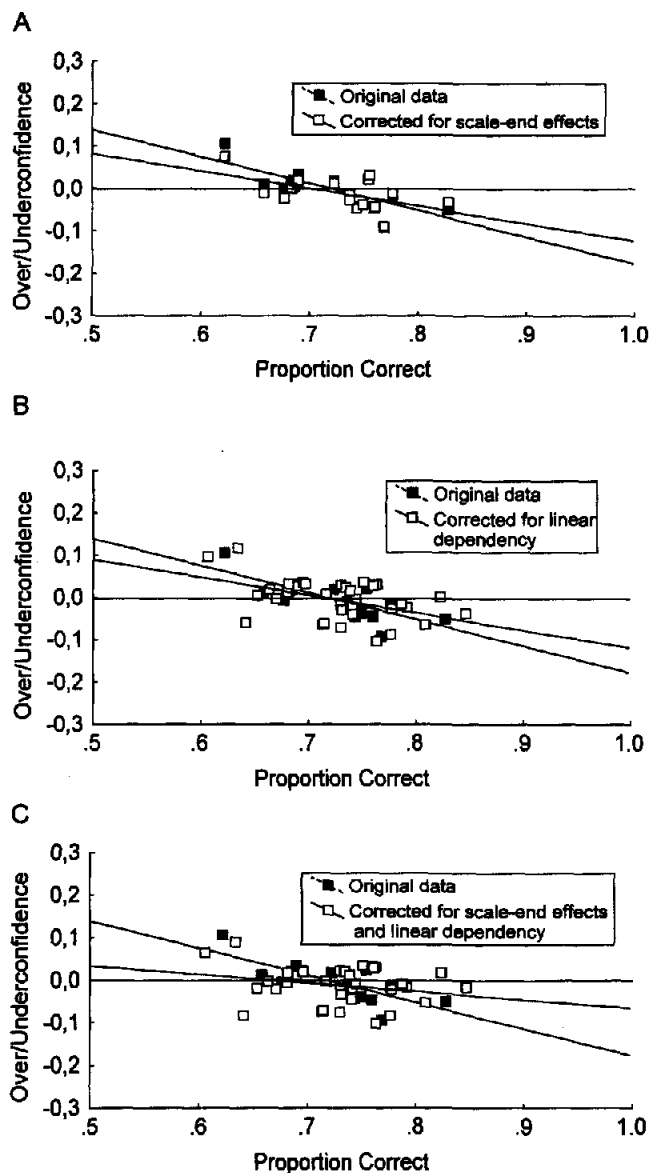 A
0,3
0,2
0,1
0,0
-0,1
-0,2
-0,3
Over/Underconfidence
Original data
Corrected for scale-end effects
.5 .6 .7 .8 .9 1.0
Proportion Correct
B
0,3
0,2
0,1
0,0
-0,1
-0,2
-0,3
Over/Underconfidence
Original data
Corrected for linear
dependency
.5 .6 .7 .8 .9 1.0
Proportion Correct
C
0,3
0,2
0,1
0,0
-0,1
-0,2
-0,3
Over/Underconfidence
Original data
Corrected for scale-end effects
and linear dependency
.5 .6 .7 .8 .9 1.0
Proportion Correct